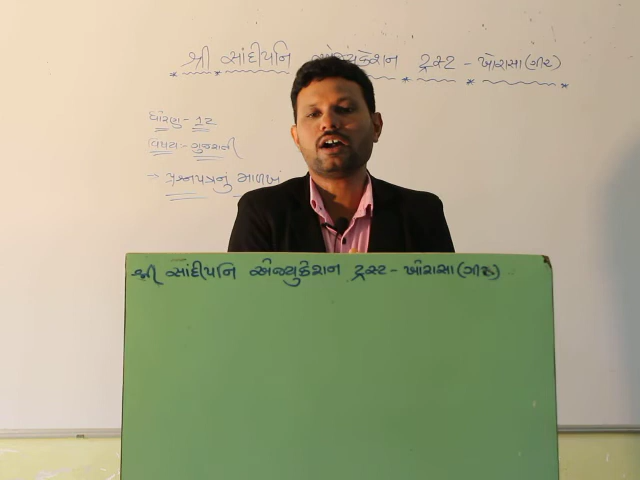 શ્રી સાંદીપનિ એજ્યુકેશન ટ્રસ્ટ - ખોરાસા(ગીર)
ધોરણ - ૧૨
વિષય :- ગુજરાતી
→ પ્રશ્નપત્રનું માળખું
શ્રી સાંદીપનિ એજ્યુકેશન ટ્રસ્ટ - ખોરાસા(ગીર)